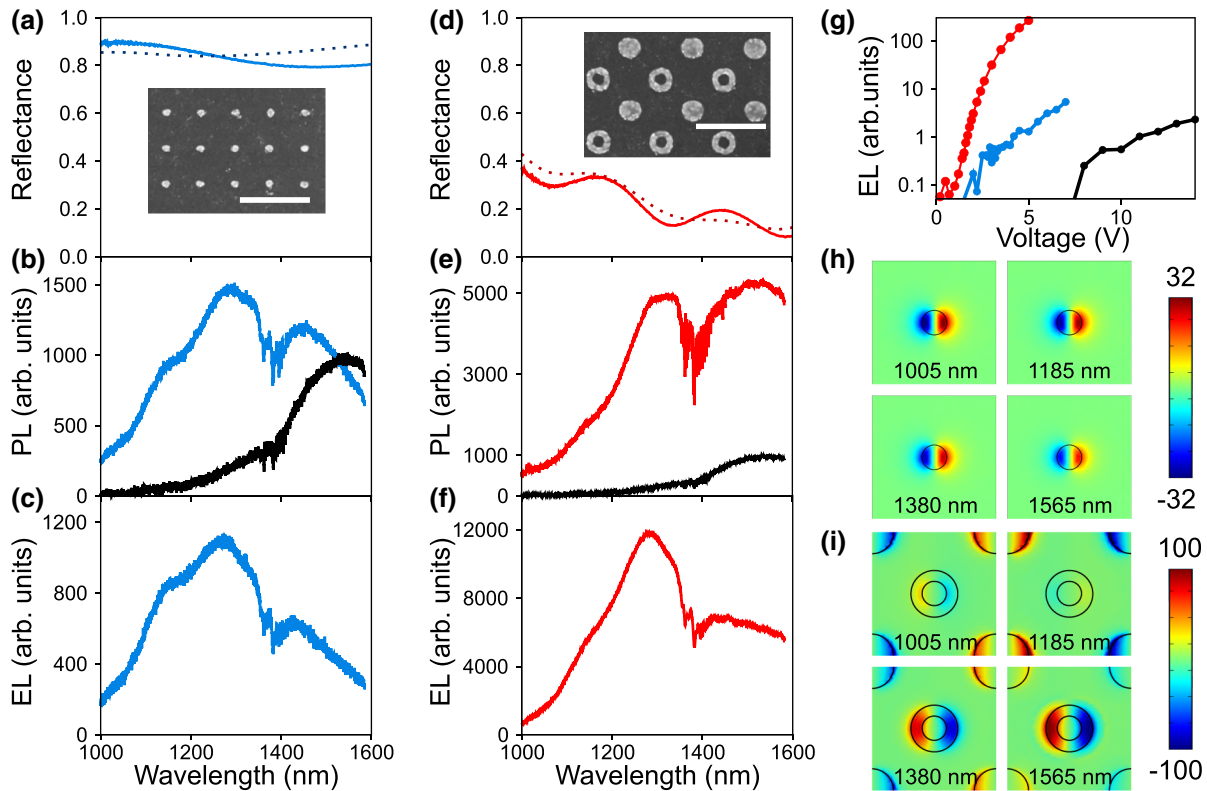 (a)
1.0
0.8
0.6
0.4
0.2
0.0
Reflectance
(b)
1500
1000
500
0
PL (arb. units)
(c)
1200
800
400
0
EL (arb. units)
1000 1200 1400 1600
Wavelength (nm)
(d)
1.0
0.8
0.6
0.4
0.2
0.0
Reflectance
(e)
5000
3000
1000
0
PL (arb. units)
(f)
12000
8000
4000
0
EL (arb. units)
1000 1200 1400 1600
Wavelength (nm)
(g)
100
10
1
0.1
EL (arb.units)
0 5 10
Voltage (V)
(h)
1005 nm
1185 nm
1380 nm
1565 nm
32
-32
(i)
1005 nm
1185 nm
1380 nm
1565 nm
100
-100